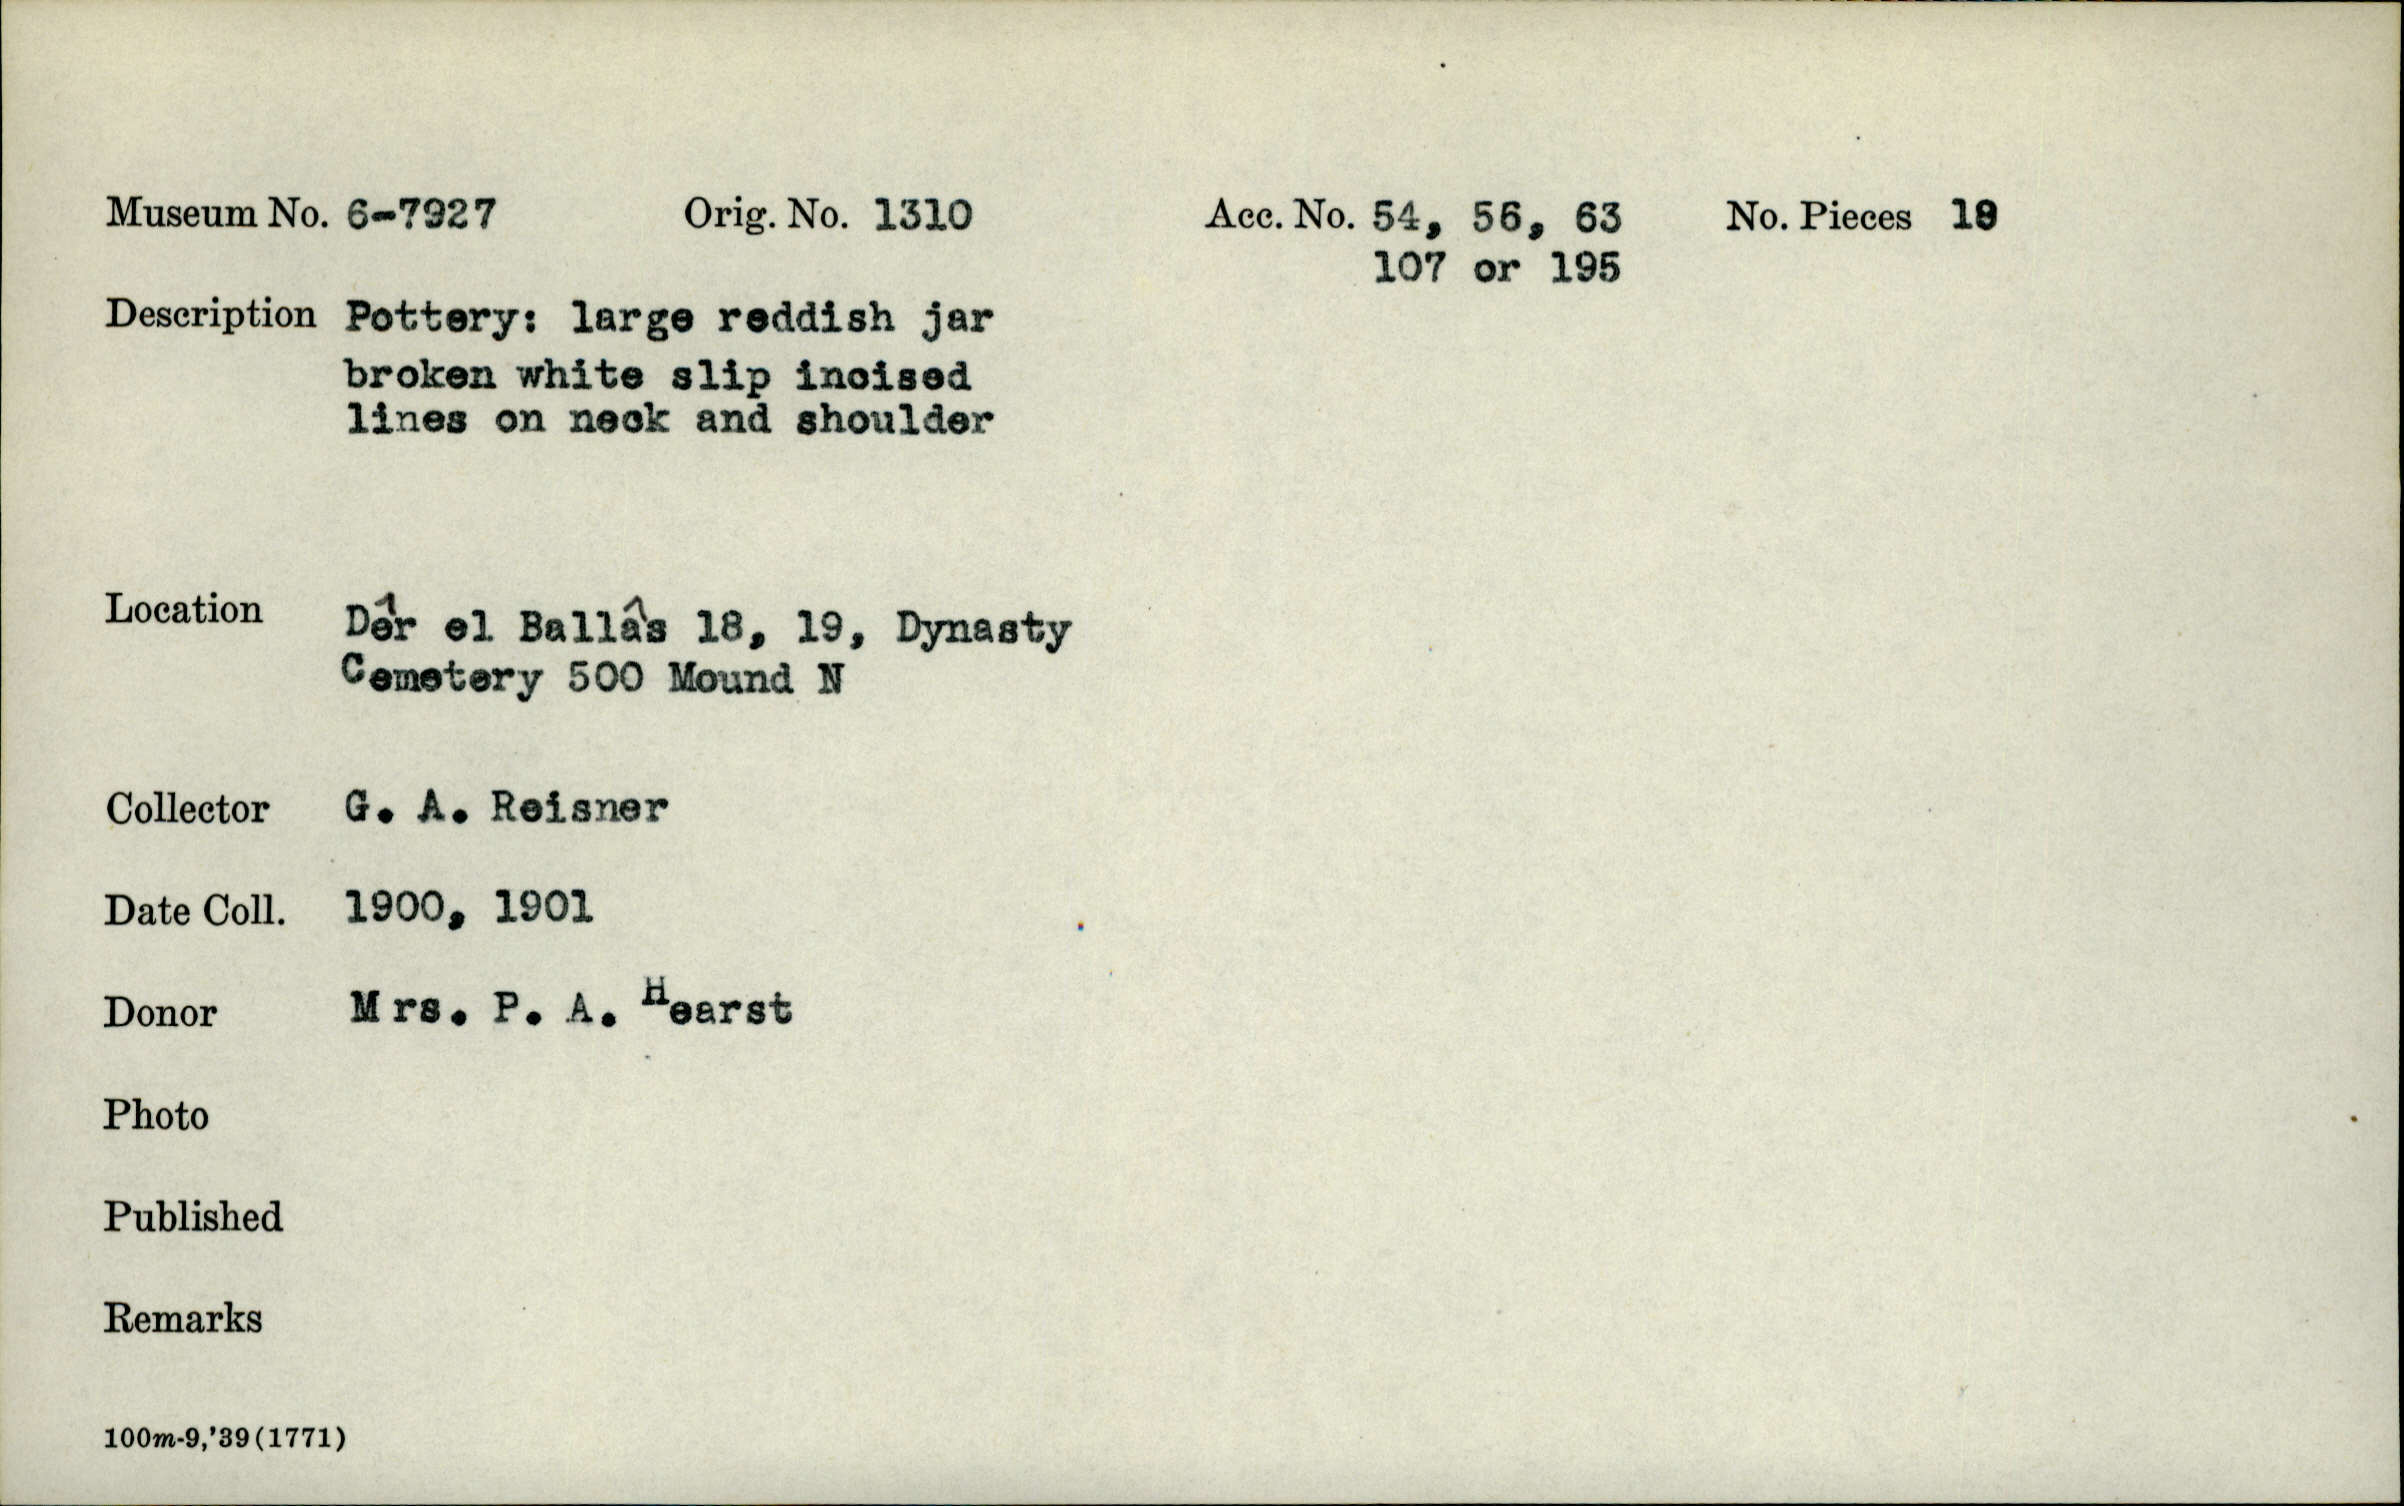 Museum No. 6-7927 Orig. No. 1310 Acc. No. 54, 56, 63 No. Pieces
107 or 195
Description Pottery: large reddish jar
broken white slip incised
lines on neck and shoulder
Location Dêr el Ballâs 18, 19, Dynasty
Cemetery 500 Mound N
Collector G. A. Reisner
Date Coll. 1900, 1901
Donor Mrs. P. A. Hearst
Photo
Published
Remarks
100m-9,'39(1771)